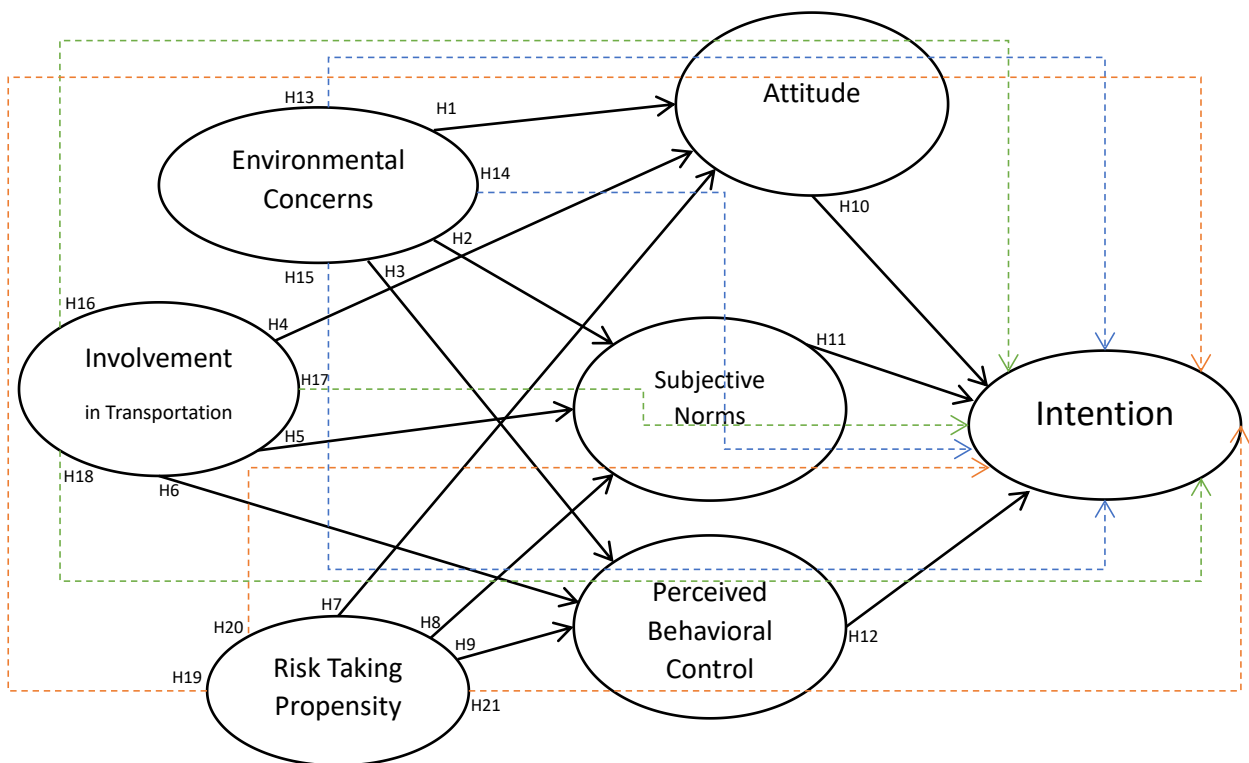 H13
H1
Attitude
Environmental
Concerns
H14
H10
H2
H3
H15
H16
H4
H11
Involvement
in Transportation
H17
Subjective
Norms
Intention
H5
H18
H6
Perceived
Behavioral
Control
H7
H8
H20
H9
H12
H19
Risk Taking
Propensity
H21